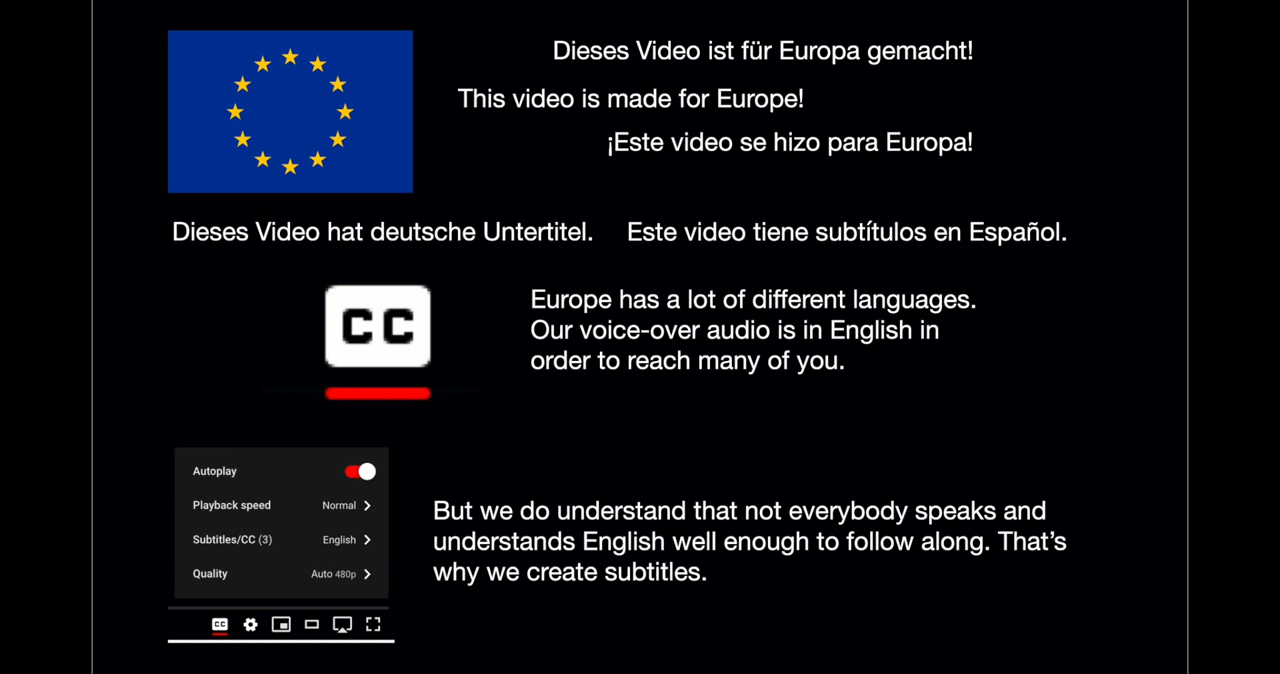 Dieses Video ist für Europa gemacht!
This video is made for Europe!
¡Este video se hizo para Europa!
Dieses Video hat deutsche Untertitel.
Este video tiene subtítulos en Español.
CC
Europe has a lot of different languages.
Our voice-over audio is in English in
order to reach many of you.
Autoplay
Playback speed Normal
Subtitles/CC (3) English
Quality Auto 480p
CC
But we do understand that not everybody speaks and
understands English well enough to follow along. That’s
why we create subtitles.